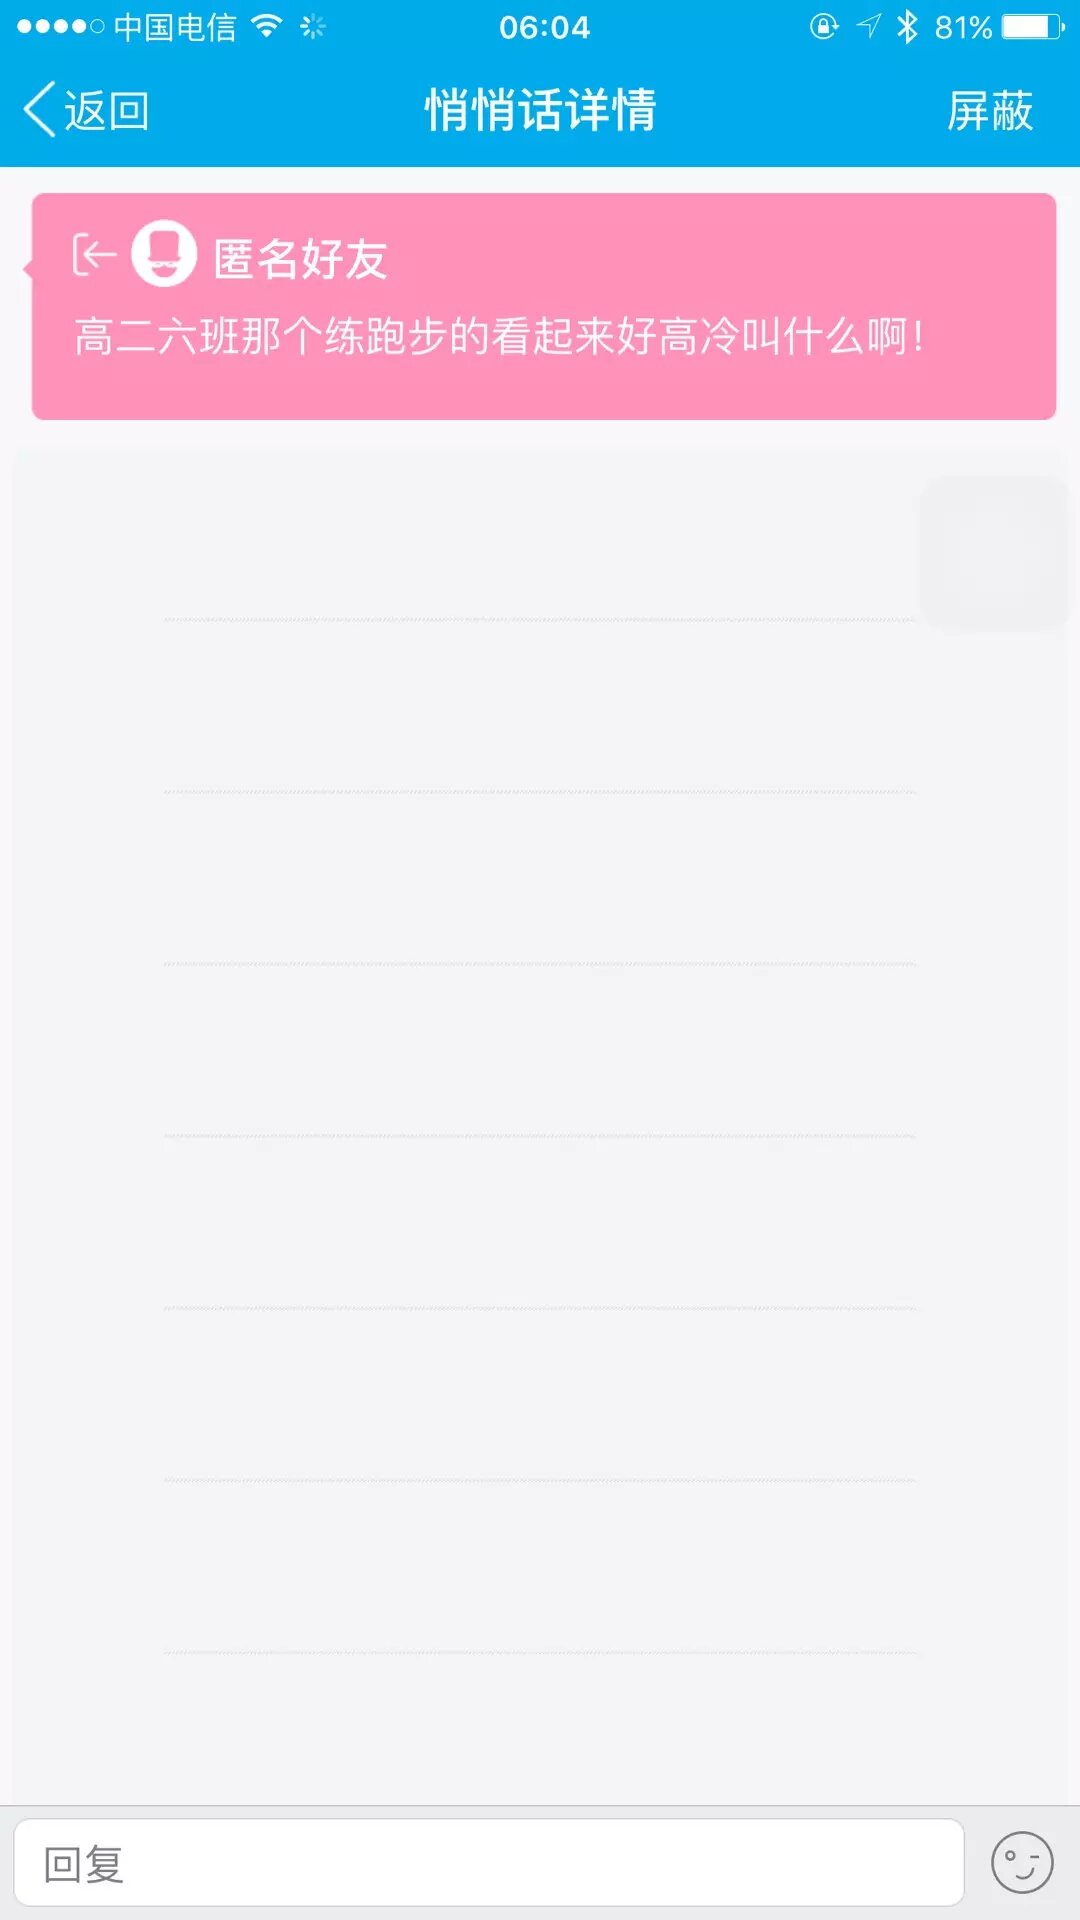 中国电信 06:04 81%
返回 悄悄话详情 屏蔽
匿名好友
高二六班那个练跑步的看起来好高冷叫什么啊!
回复